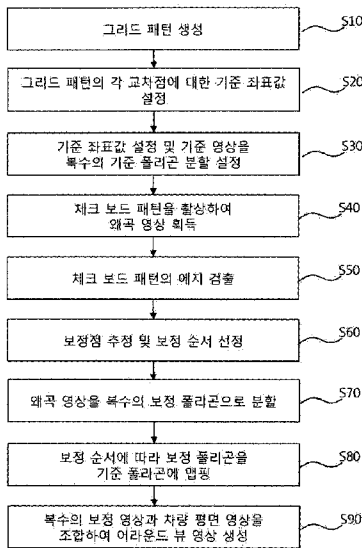 그리드 패턴 생성
S10
그리드 패턴의 각 교차점에 대한 기준 좌표값
설정
S20
기준 좌표값 설정 및 기준 영상을
복수의 기준 폴리곤 분할 설정
S30
체크 보드 패턴을 촬상하여
왜곡 영상 획득
S40
체크 보드 패턴의 에지 검출
S50
보정점 추정 및 보정 순서 선정
S60
왜곡 영상을 복수의 보정 폴리곤으로 분할
S70
보정 순서에 따라 보정 폴리곤을
기준 폴리곤에 맵핑
S80
복수의 보정 영상과 차량 평면 영상을
조합하여 어라운드 뷰 영상 생성
S90